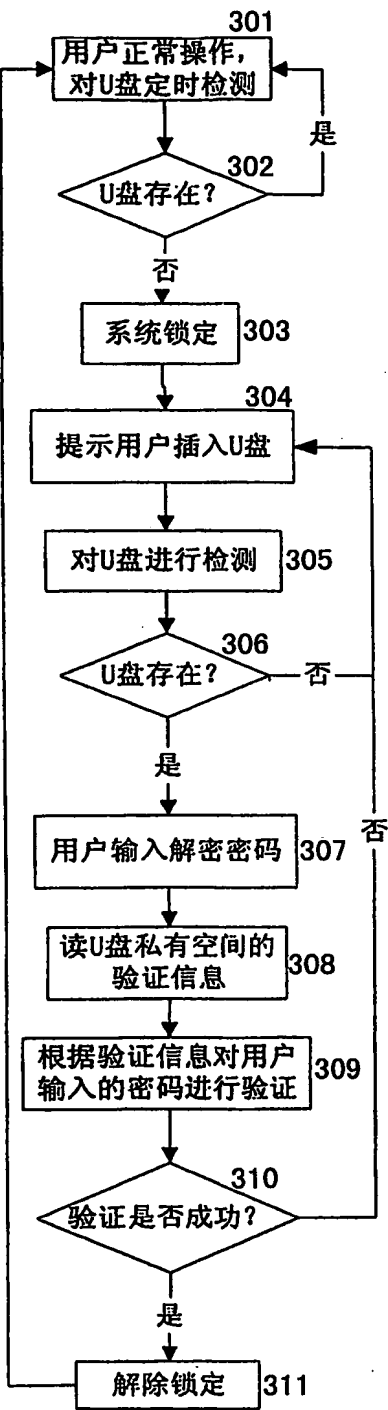 301
用户正常操作，
对U盘定时检测
是
302
U盘存在？
否
系统锁定
303
304
提示用户插入U盘
对U盘进行检测
305
306
U盘存在？
否
是
否
用户输入解密密码
307
读U盘私有空间的
验证信息
308
根据验证信息对用户
输入的密码进行验证
309
310
验证是否成功？
是
解除锁定
311